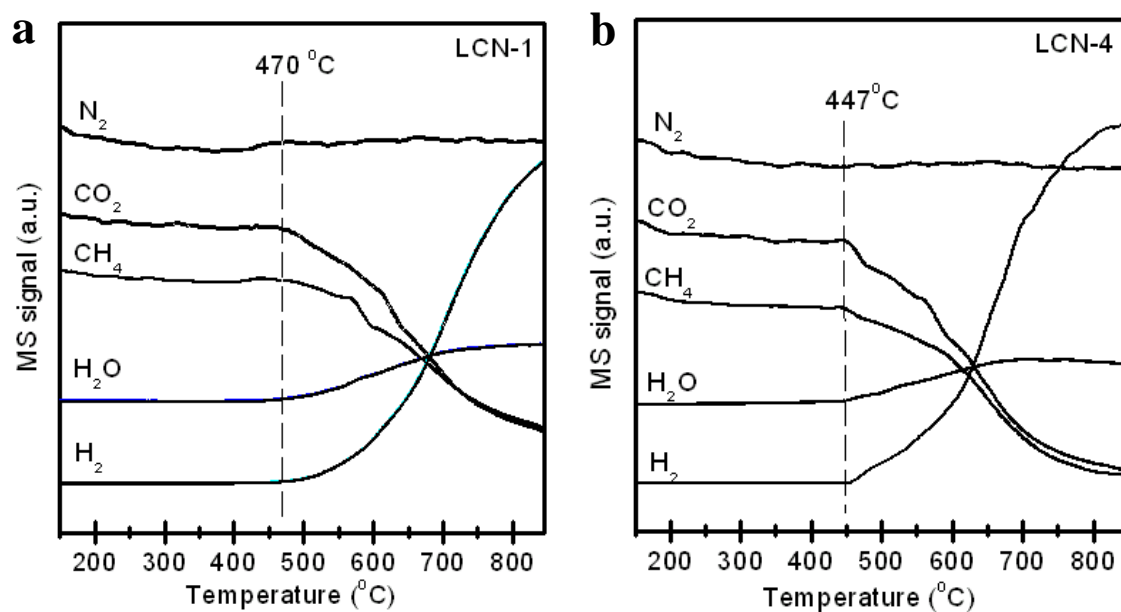 a
LCN-1
470 °C
N₂
CO₂
CH₄
H₂O
H₂
MS signal (a.u.)
200 300 400 500 600 700 800
Temperature (°C)
b
LCN-4
447°C
N₂
CO₂
CH₄
H₂O
H₂
MS signal (a.u.)
200 300 400 500 600 700 800
Temperature (°C)